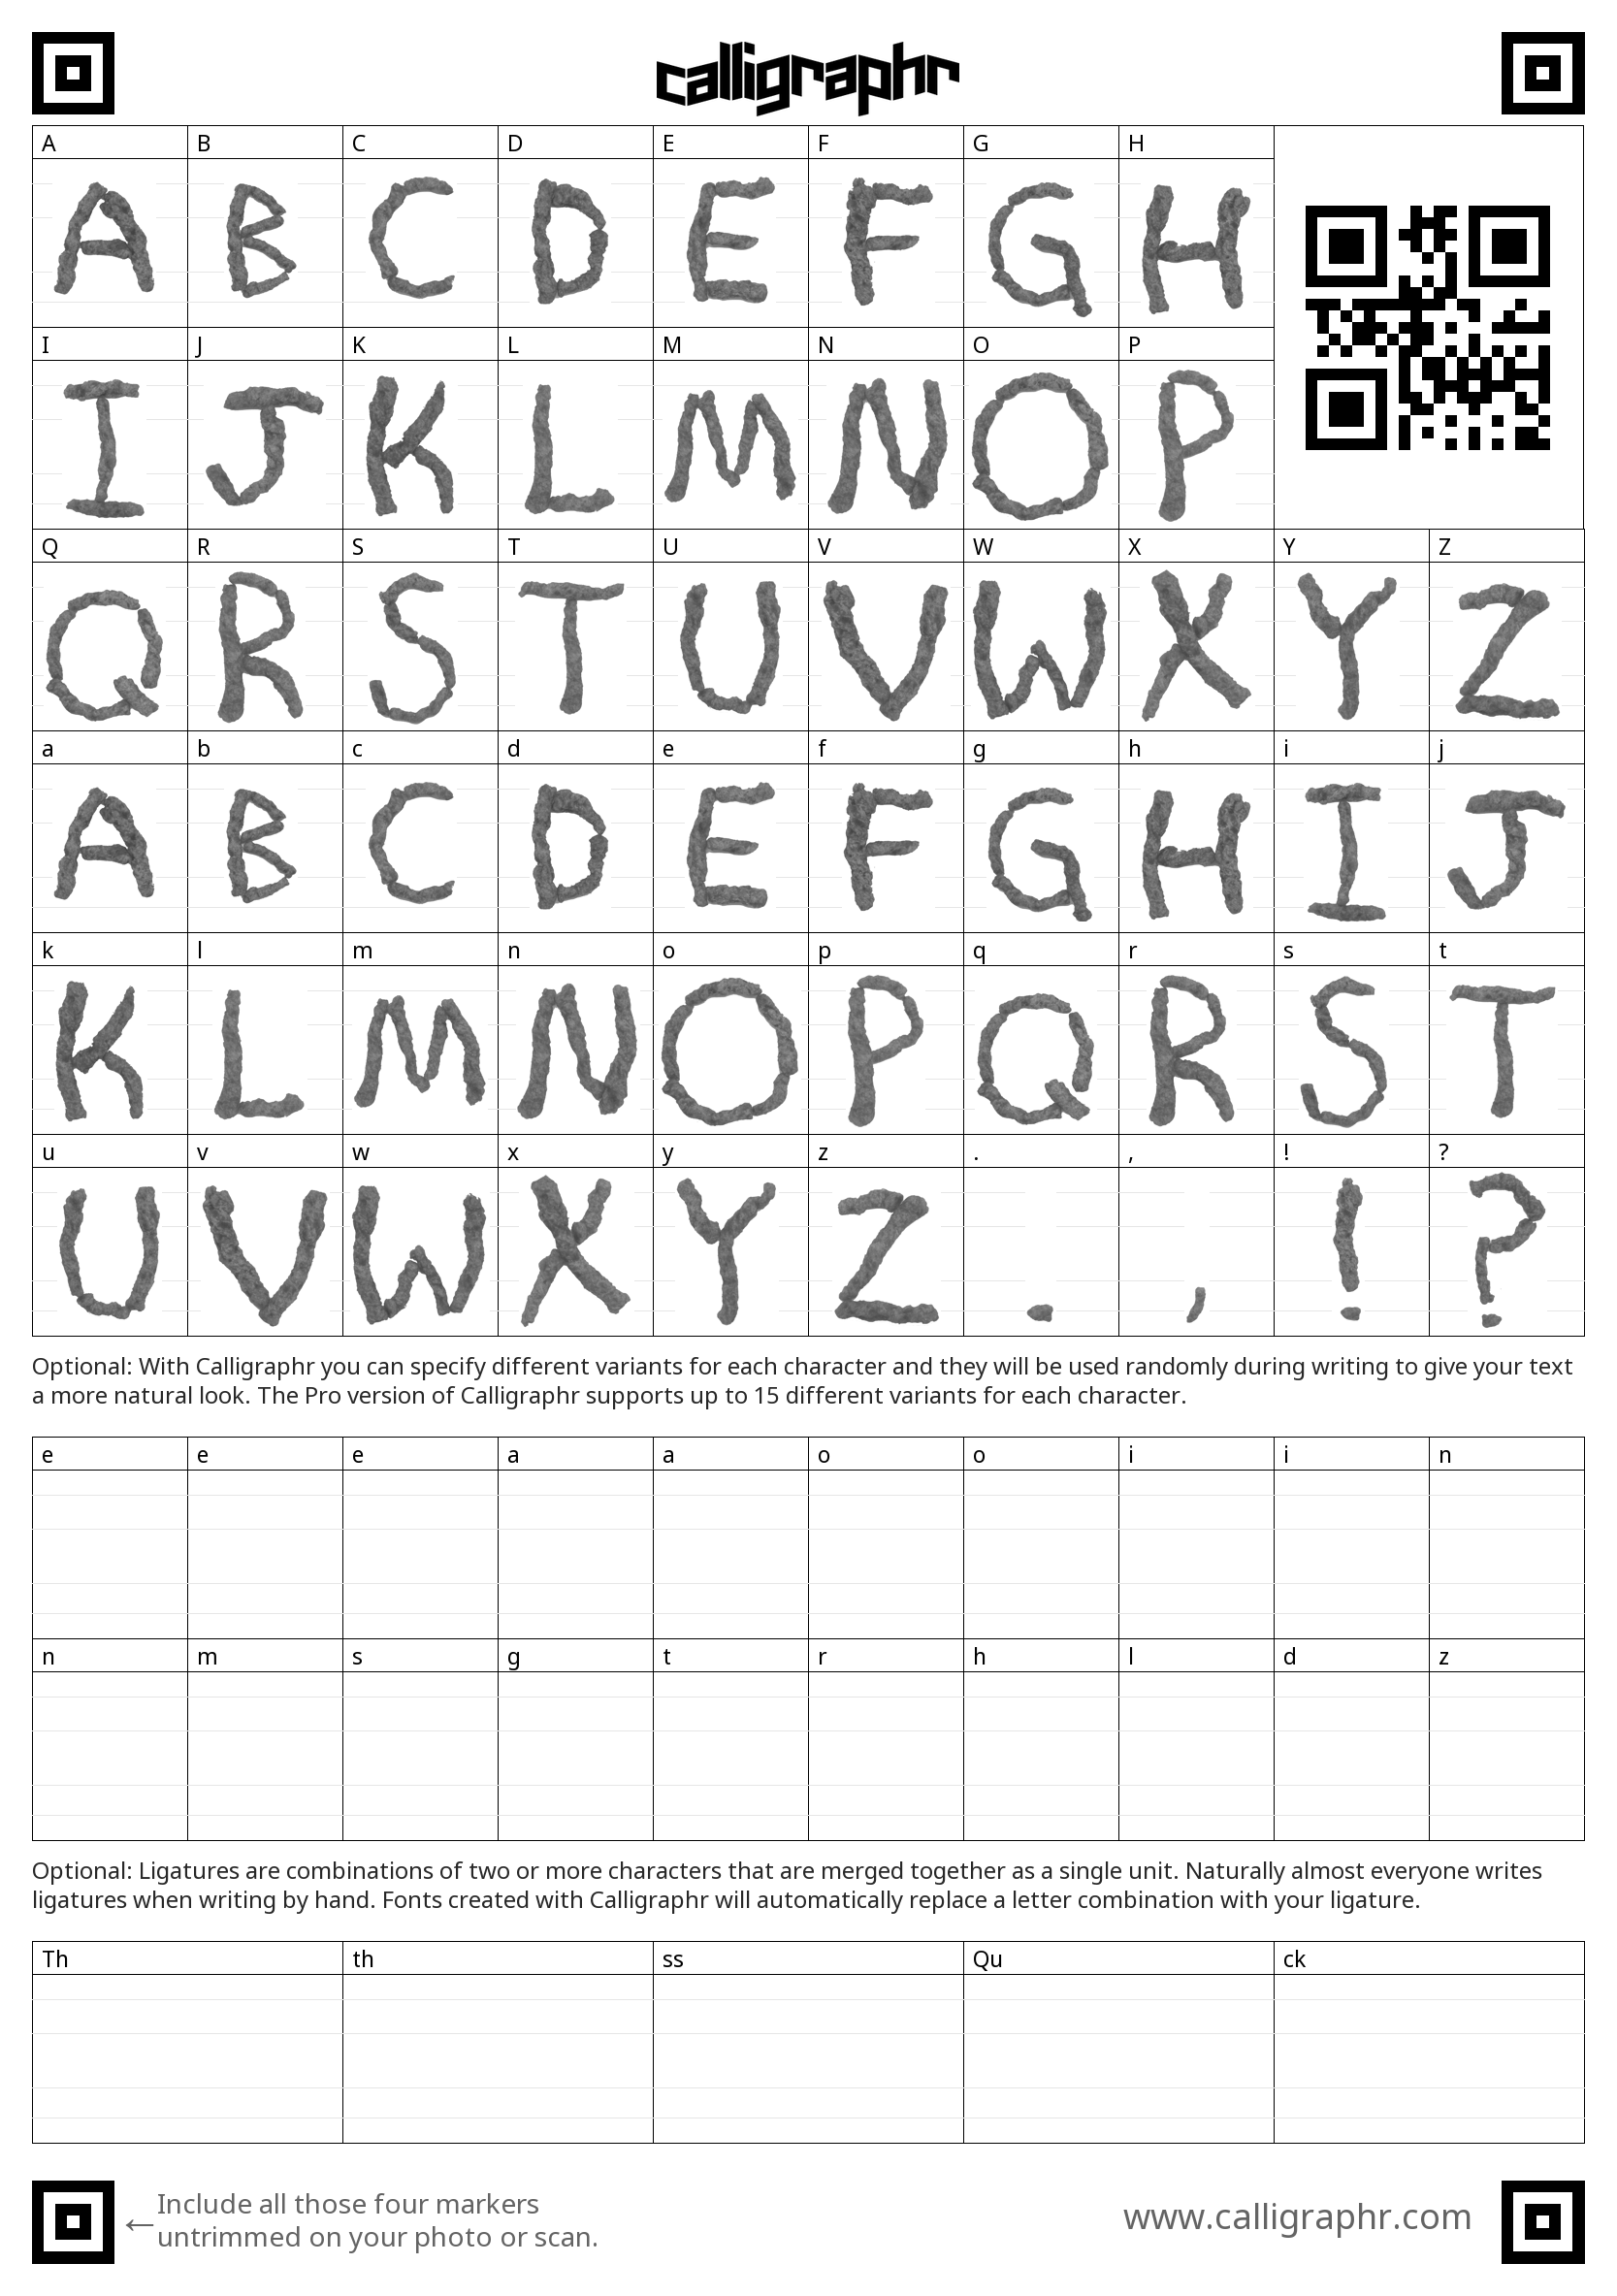 calligraphr
A B C D E F G H
A B C D E F G H
I J K L M N O P
I J K L M N O P
Q R S T U V W X Y Z
Q R S T U V W X Y Z
a b c d e f g h i j
A B C D E F G H I J
k l m n o p q r s t
K L M N O P Q R S T
u v w x y z . , ! ?
U V W X Y Z . , ! ?
Optional: With Calligraphr you can specify different variants for each character and they will be used randomly during writing to give your text
a more natural look. The Pro version of Calligraphr supports up to 15 different variants for each character.
e e e a a o o i i n
n m s g t r h l d z
Optional: Ligatures are combinations of two or more characters that are merged together as a single unit. Naturally almost everyone writes
ligatures when writing by hand. Fonts created with Calligraphr will automatically replace a letter combination with your ligature.
Th th ss Qu ck
←Include all those four markers
untrimmed on your photo or scan.
www.calligraphr.com